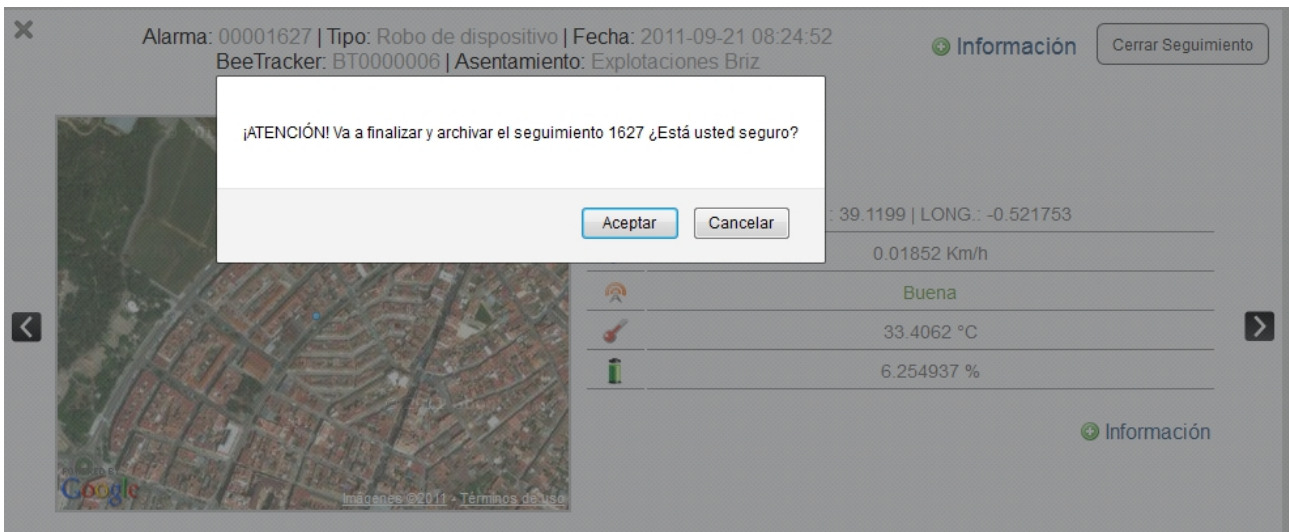 Alarma: 00001627 | Tipo: Robo de dispositivo | Fecha: 2011-09-21 08:24:52
BeeTracker: BT0000006 | Asentamiento: Explotaciones Briz
Información
Cerrar Seguimiento
¡ATENCIÓN! Va a finalizar y archivar el seguimiento 1627 ¿Está usted seguro?
Aceptar
Cancelar
: 39.1199 | LONG.: -0.521753
0.01852 Km/h
Buena
33.4062 °C
6.254937 %
Información
Google
Imágenes ©2011 - Términos de uso